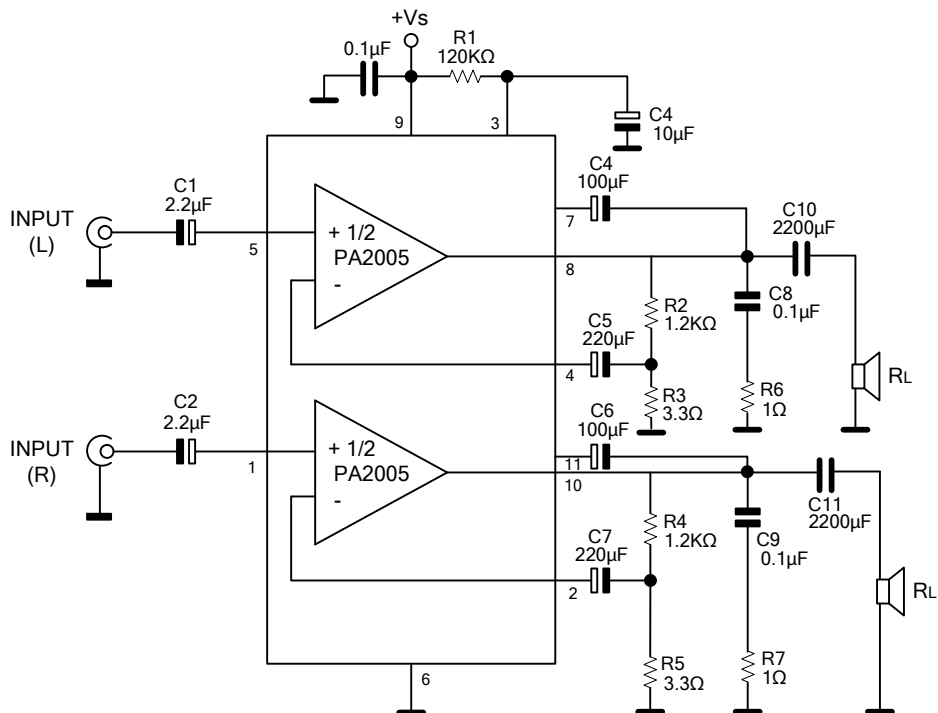 +Vs
0.1µF
R1
120KΩ
9
3
C4
10µF
C1
2.2µF
INPUT
(L)
5
+ 1/2
PA2005
-
C4
100µF
7
8
C10
2200µF
R2
1.2KΩ
C8
0.1µF
C5
220µF
4
R3
3.3Ω
R6
1Ω
RL
C2
2.2µF
INPUT
(R)
1
+ 1/2
PA2005
-
C6
100µF
11
10
C11
2200µF
R4
1.2KΩ
C9
0.1µF
C7
220µF
2
R5
3.3Ω
R7
1Ω
RL
6